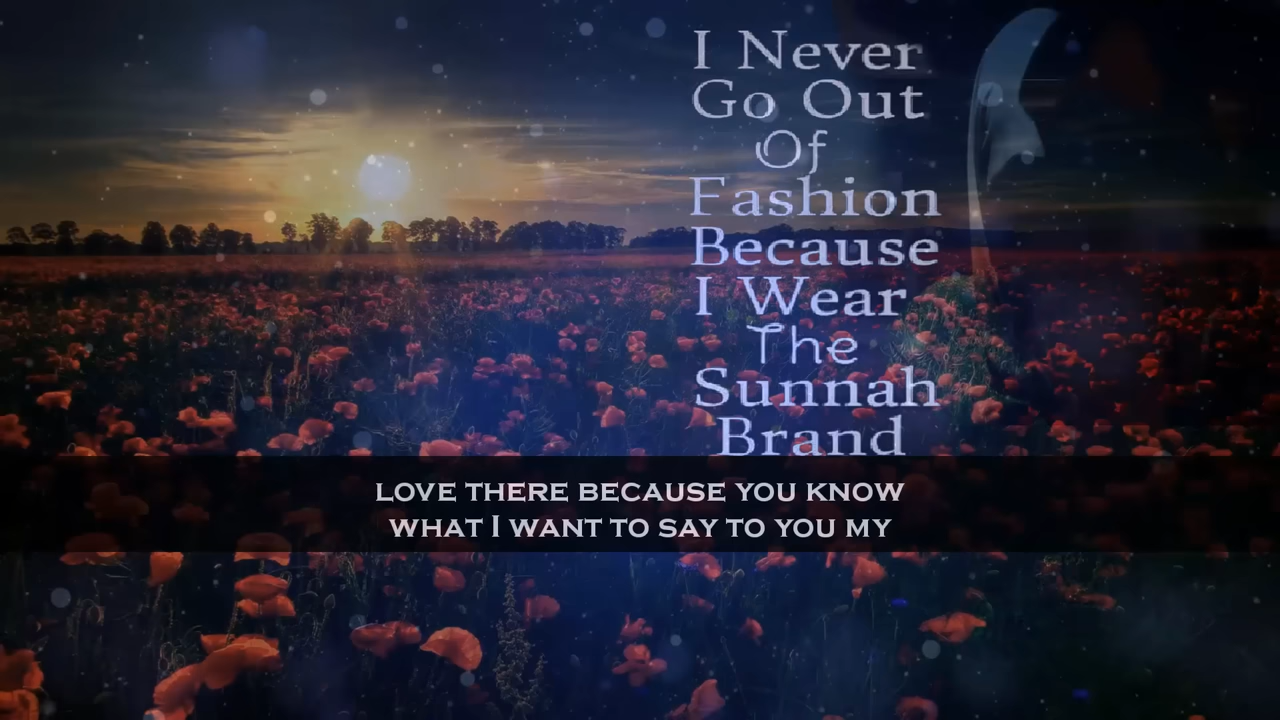 I Never
Go Out
Of
Fashion
Because
I Wear
The
Sunnah
Brand
LOVE THERE BECAUSE YOU KNOW
WHAT I WANT TO SAY TO YOU MY